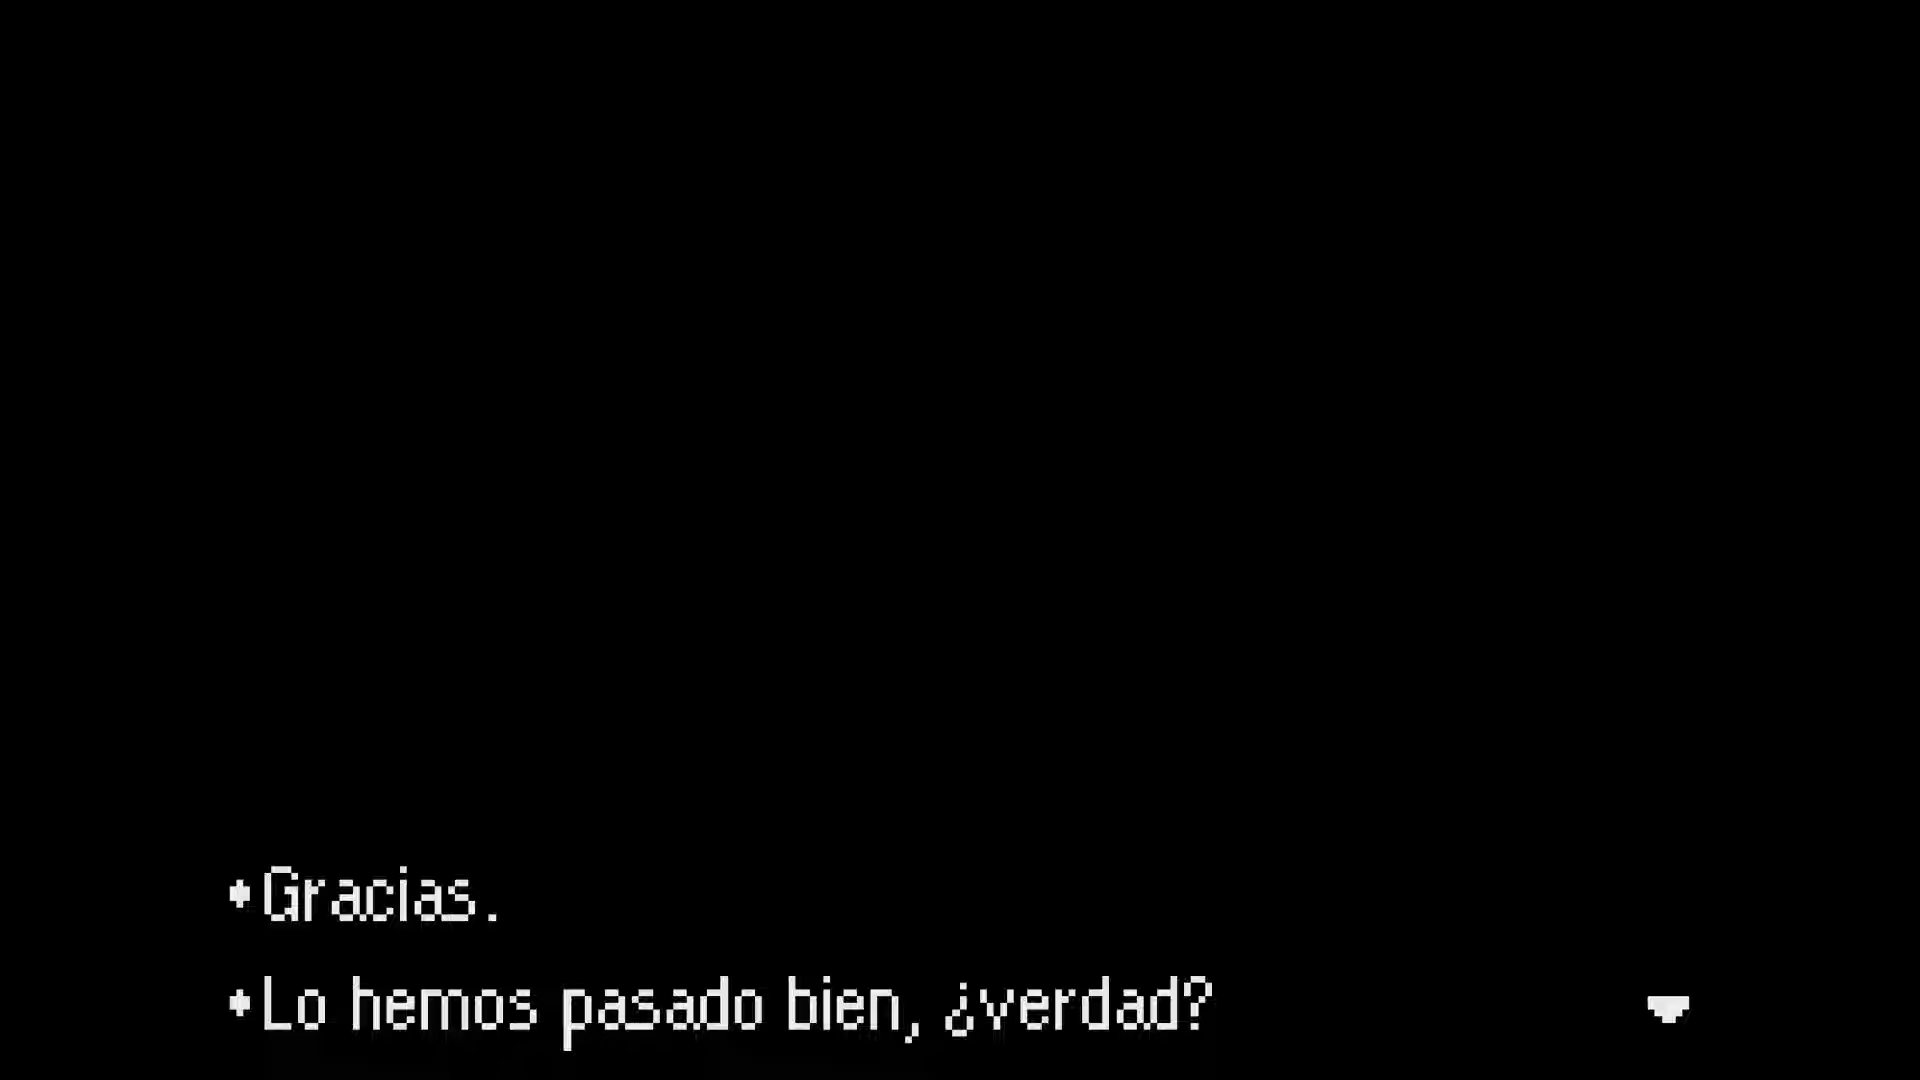 •Gracias.
•Lo hemos pasado bien, ¿verdad?